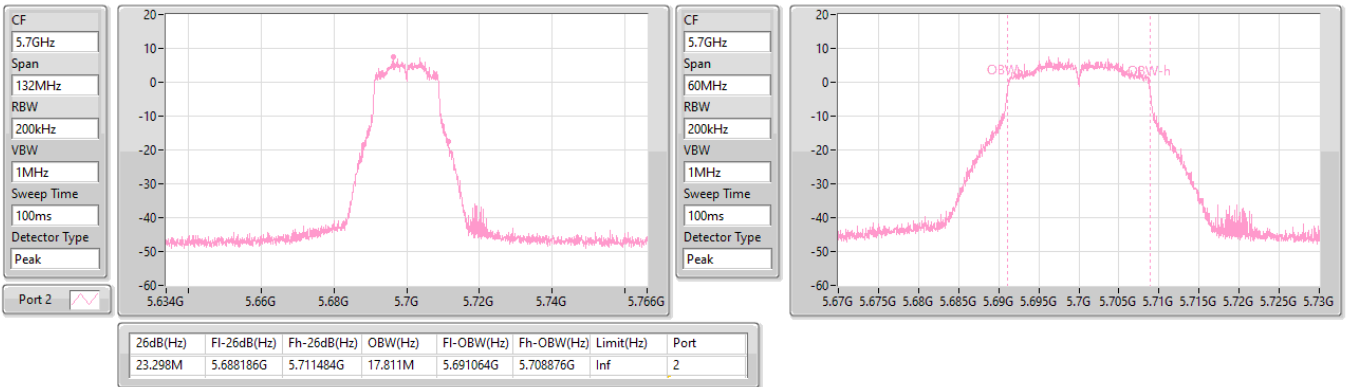 CF
5.7GHz
Span
132MHz
RBW
200kHz
VBW
1MHz
Sweep Time
100ms
Detector Type
Peak
Port 2
20
10
0
-10
-20
-30
-40
-50
-60
5.634G 5.66G 5.68G 5.7G 5.72G 5.74G 5.766G
CF
5.7GHz
Span
60MHz
RBW
200kHz
VBW
1MHz
Sweep Time
100ms
Detector Type
Peak
20
10
0
-10
-20
-30
-40
-50
-60
OBW-h
5.67G 5.675G 5.68G 5.685G 5.69G 5.695G 5.7G 5.705G 5.71G 5.715G 5.72G 5.725G 5.73G
26dB(Hz) Fl-26dB(Hz) Fh-26dB(Hz) OBW(Hz) Fl-OBW(Hz) Fh-OBW(Hz) Limit(Hz) Port
23.298M 5.688186G 5.711484G 17.811M 5.691064G 5.708876G Inf 2